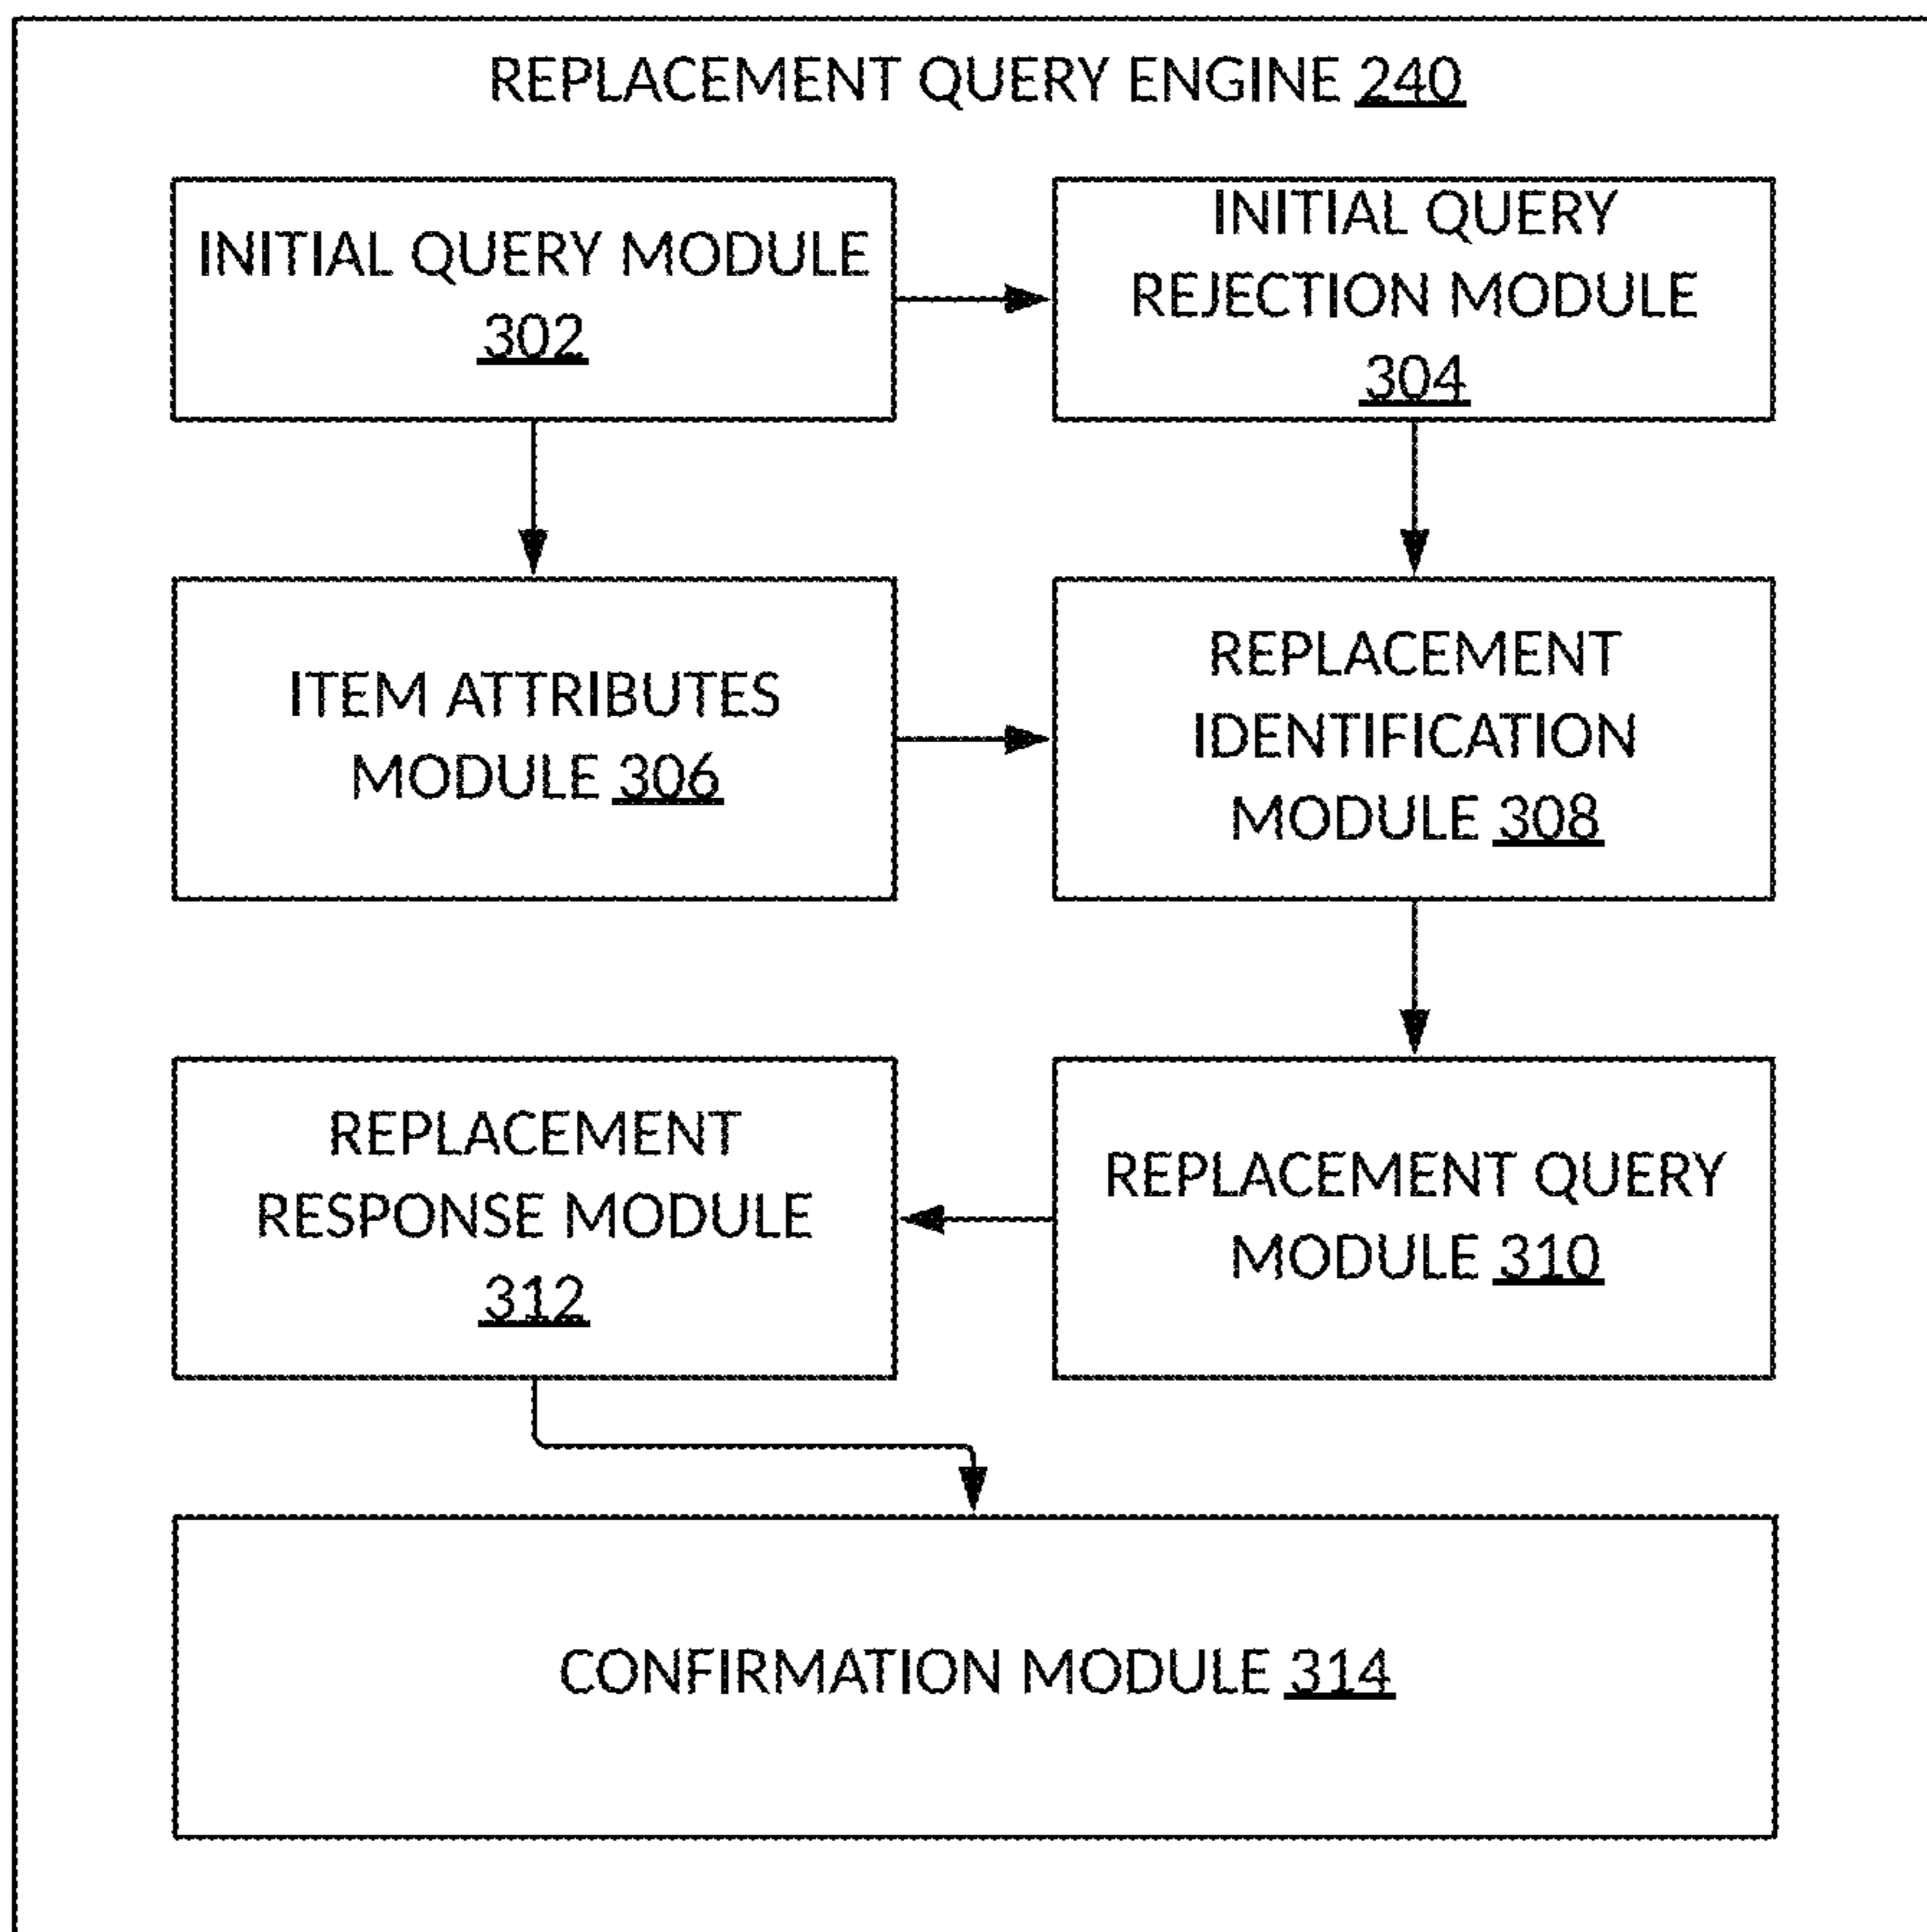 REPLACEMENT QUERY ENGINE 240
INITIAL QUERY MODULE
302
INITIAL QUERY
REJECTION MODULE
304
ITEM ATTRIBUTES
MODULE 306
REPLACEMENT
IDENTIFICATION
MODULE 308
REPLACEMENT
RESPONSE MODULE
312
REPLACEMENT QUERY
MODULE 310
CONFIRMATION MODULE 314